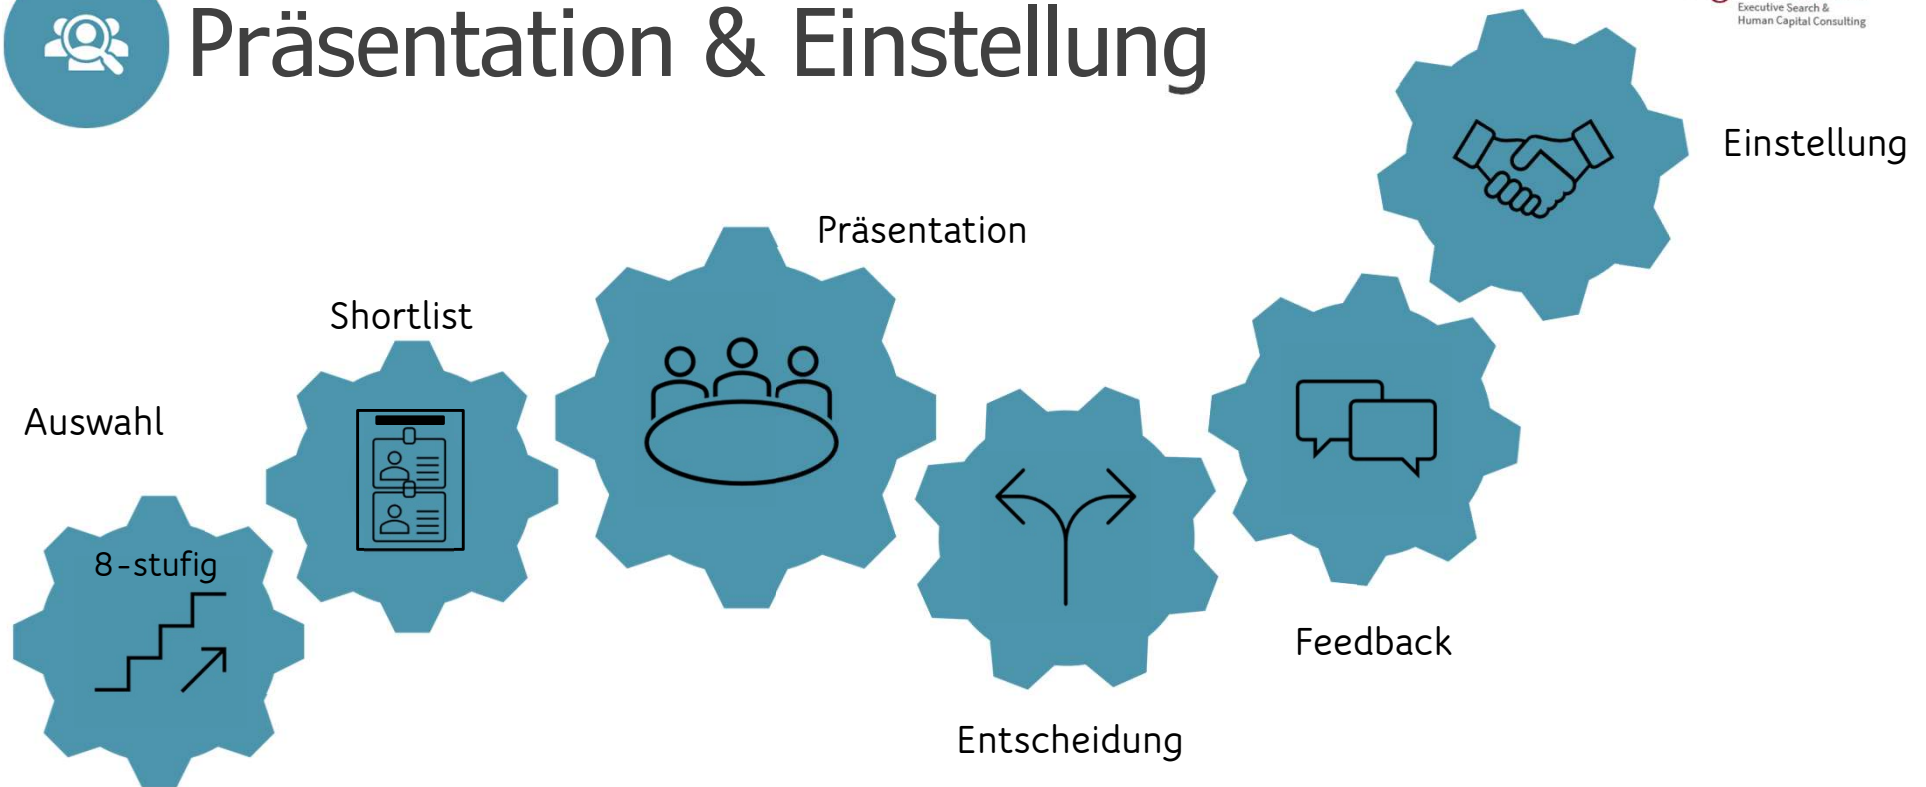 Executive Search &
Human Capital Consulting
Präsentation & Einstellung
Einstellung
Präsentation
Shortlist
Auswahl
8-stufig
Feedback
Entscheidung